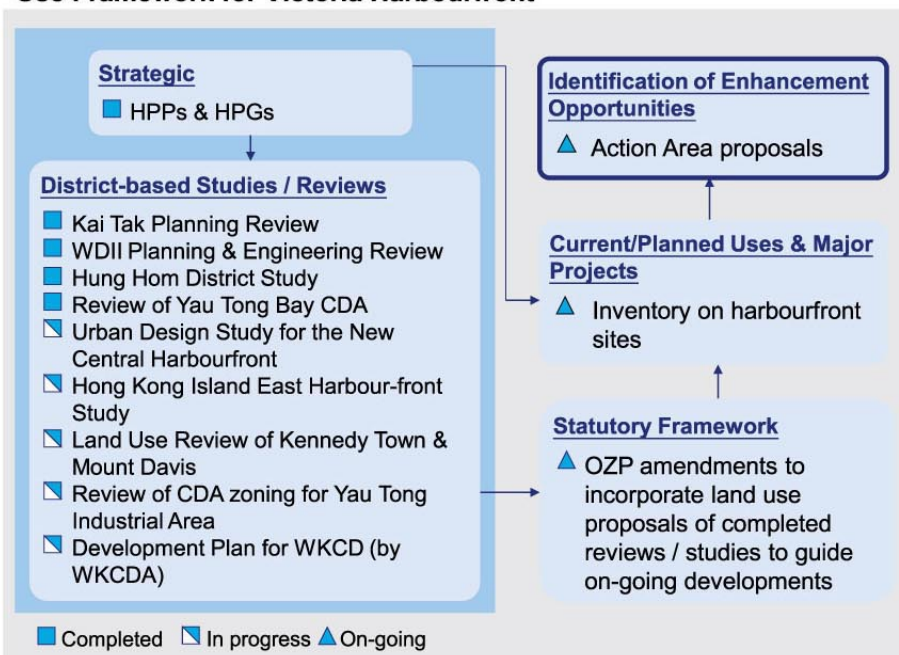 Strategic
HPPs & HPGs
District-based Studies / Reviews
Kai Tak Planning Review
WDII Planning & Engineering Review
Hung Hom District Study
Review of Yau Tong Bay CDA
Urban Design Study for the New
Central Harbourfront
Hong Kong Island East Harbour-front
Study
Land Use Review of Kennedy Town &
Mount Davis
Review of CDA zoning for Yau Tong
Industrial Area
Development Plan for WKCD (by
WKCDA)
Identification of Enhancement
Opportunities
Action Area proposals
Current/Planned Uses & Major
Projects
Inventory on harbourfront
sites
Statutory Framework
OZP amendments to
incorporate land use
proposals of completed
reviews / studies to guide
on-going developments
Completed In progress On-going